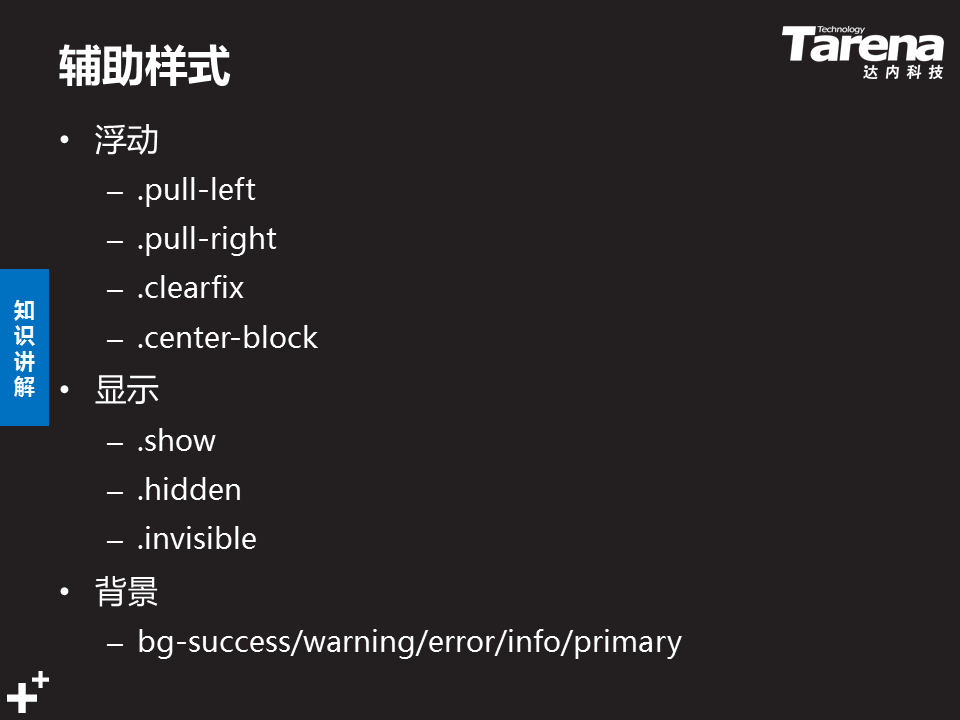 辅助样式
Technology
Tarena
达内科技
• 浮动
– .pull-left
– .pull-right
– .clearfix
– .center-block
知识讲解
• 显示
– .show
– .hidden
– .invisible
• 背景
– bg-success/warning/error/info/primary